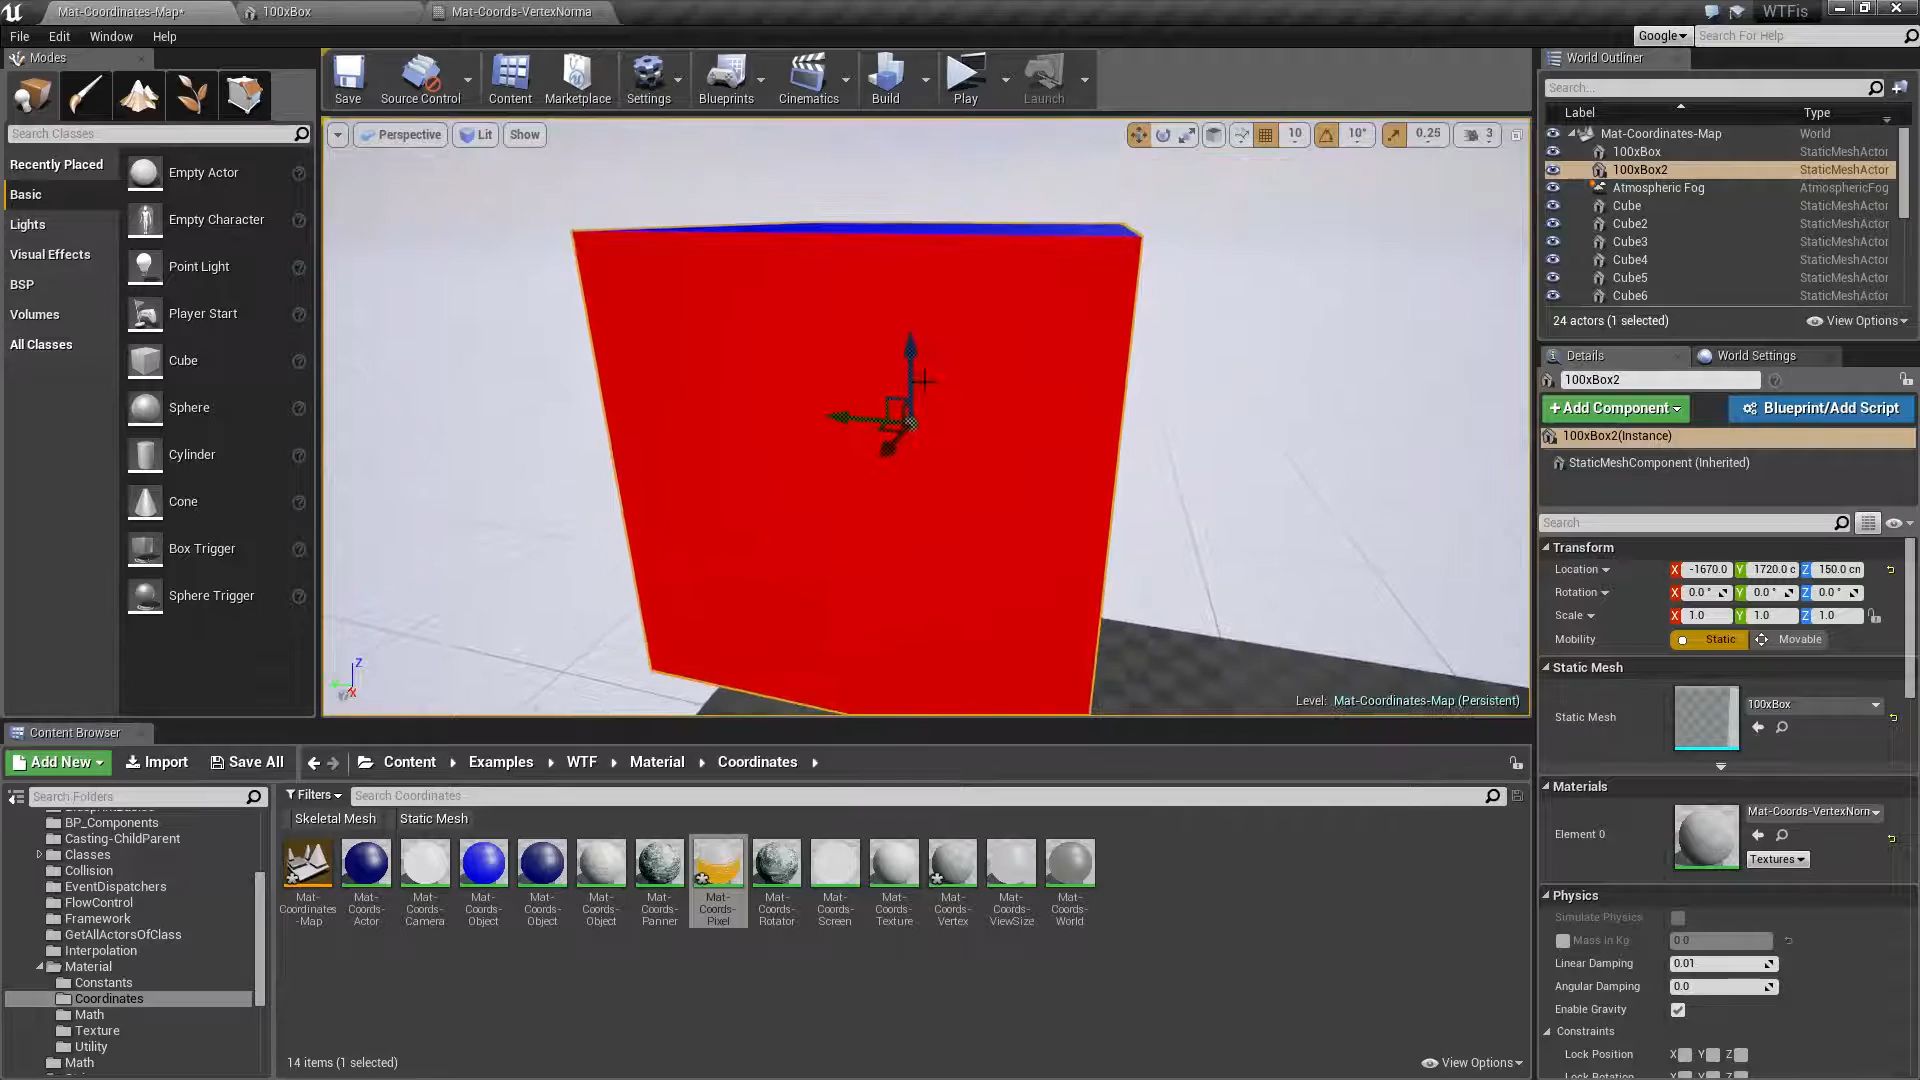 Mat-Coordinates-Map*
100xBox
Mat-Coords-VertexNorma
WTFis
File Edit Window Help
Google
Search For Help
Modes
Search Classes
Recently Placed
Basic
Lights
Visual Effects
BSP
Volumes
All Classes
Empty Actor
Empty Character
Point Light
Player Start
Cube
Sphere
Cylinder
Cone
Box Trigger
Sphere Trigger
Save
Source Control
Content
Marketplace
Settings
Blueprints
Cinematics
Build
Play
Launch
Perspective Lit Show
10 10° 0.25 3
Z
X
Level: Mat-Coordinates-Map (Persistent)
World Outliner
Search...
Label Type
Mat-Coordinates-Map World
100xBox StaticMeshActor
100xBox2 StaticMeshActor
Atmospheric Fog AtmosphericFog
Cube StaticMeshActor
Cube2 StaticMeshActor
Cube3 StaticMeshActor
Cube4 StaticMeshActor
Cube5 StaticMeshActor
Cube6 StaticMeshActor
24 actors (1 selected) View Options
Details
World Settings
100xBox2
+Add Component
Blueprint/Add Script
100xBox2(Instance)
StaticMeshComponent (Inherited)
Search
Transform
Location X -1670.0 Y 1720.0 c Z 150.0 cm
Rotation X 0.0 ° Y 0.0 ° Z 0.0 °
Scale X 1.0 Y 1.0 Z 1.0
Mobility Static Movable
Static Mesh
Static Mesh 100xBox
Materials
Element 0 Mat-Coords-VertexNorm
Textures
Physics
Simulate Physics
Mass in Kg 0.0
Linear Damping 0.01
Angular Damping 0.0
Enable Gravity
Constraints
Lock Position X Y Z
Lock Rotation X Y Z
Content Browser
Add New Import Save All
Content Examples WTF Material Coordinates
Search Folders
BP_Components
Casting-ChildParent
Classes
Collision
EventDispatchers
FlowControl
Framework
GetAllActorsOfClass
Interpolation
Material
Constants
Coordinates
Math
Texture
Utility
Math
Filters
Search Coordinates
Skeletal Mesh Static Mesh
Mat-Coordinates-Map
Mat-Coords-Actor
Mat-Coords-Camera
Mat-Coords-Object
Mat-Coords-Object
Mat-Coords-Object
Mat-Coords-Panner
Mat-Coords-Pixel
Mat-Coords-Rotator
Mat-Coords-Screen
Mat-Coords-Texture
Mat-Coords-Vertex
Mat-Coords-ViewSize
Mat-Coords-World
14 items (1 selected)
View Options